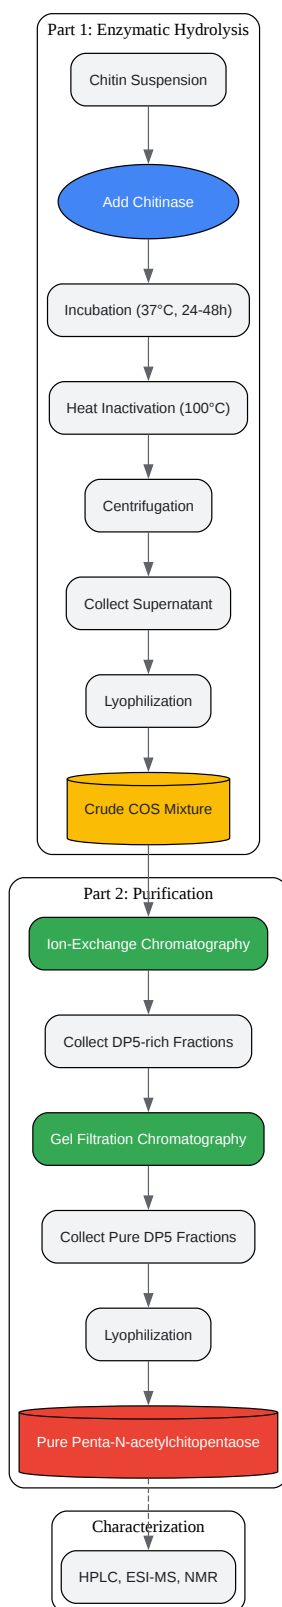 Part 1: Enzymatic Hydrolysis
Chitin Suspension
Add Chitinase
Incubation (37°C, 24-48h)
Heat Inactivation (100°C)
Centrifugation
Collect Supernatant
Lyophilization
Crude COS Mixture
Part 2: Purification
Ion-Exchange Chromatography
Collect DP5-rich Fractions
Gel Filtration Chromatography
Collect Pure DP5 Fractions
Lyophilization
Pure Penta-N-acetylchitopentaose
Characterization
HPLC, ESI-MS, NMR